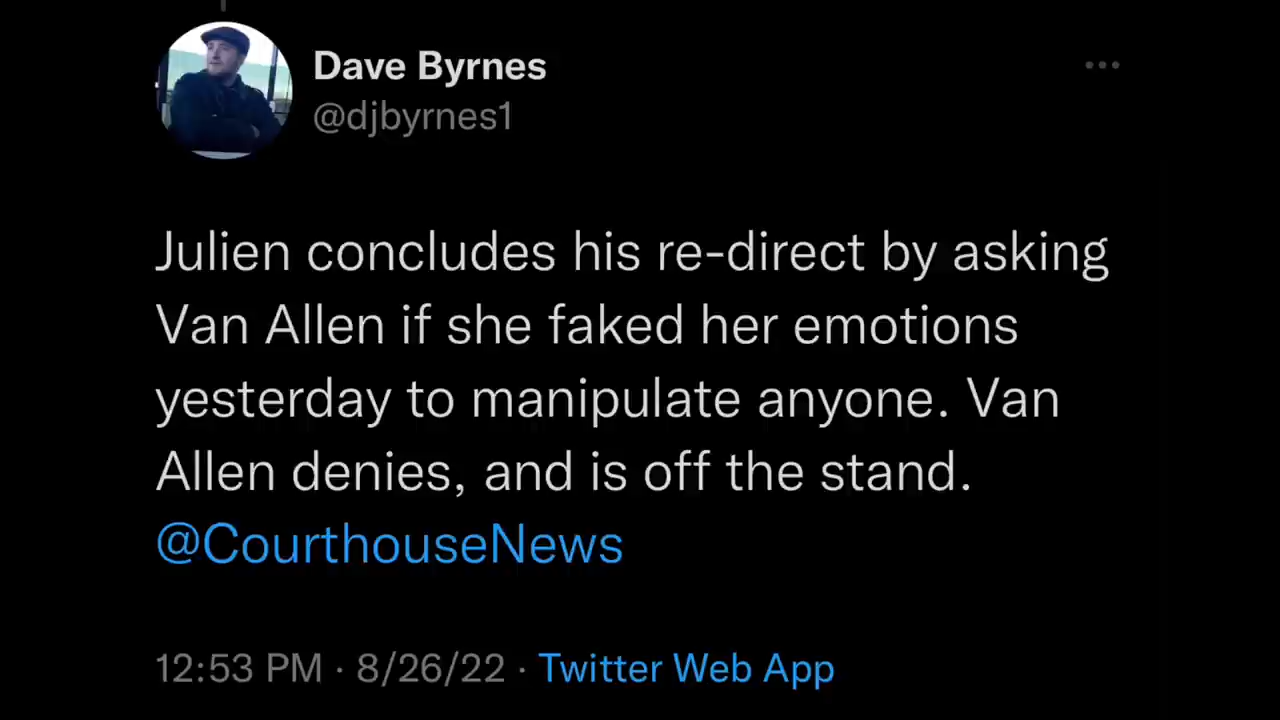 Dave Byrnes
@djbyrnes1
Julien concludes his re-direct by asking
Van Allen if she faked her emotions
yesterday to manipulate anyone. Van
Allen denies, and is off the stand.
@CourthouseNews
12:53 PM · 8/26/22 · Twitter Web App